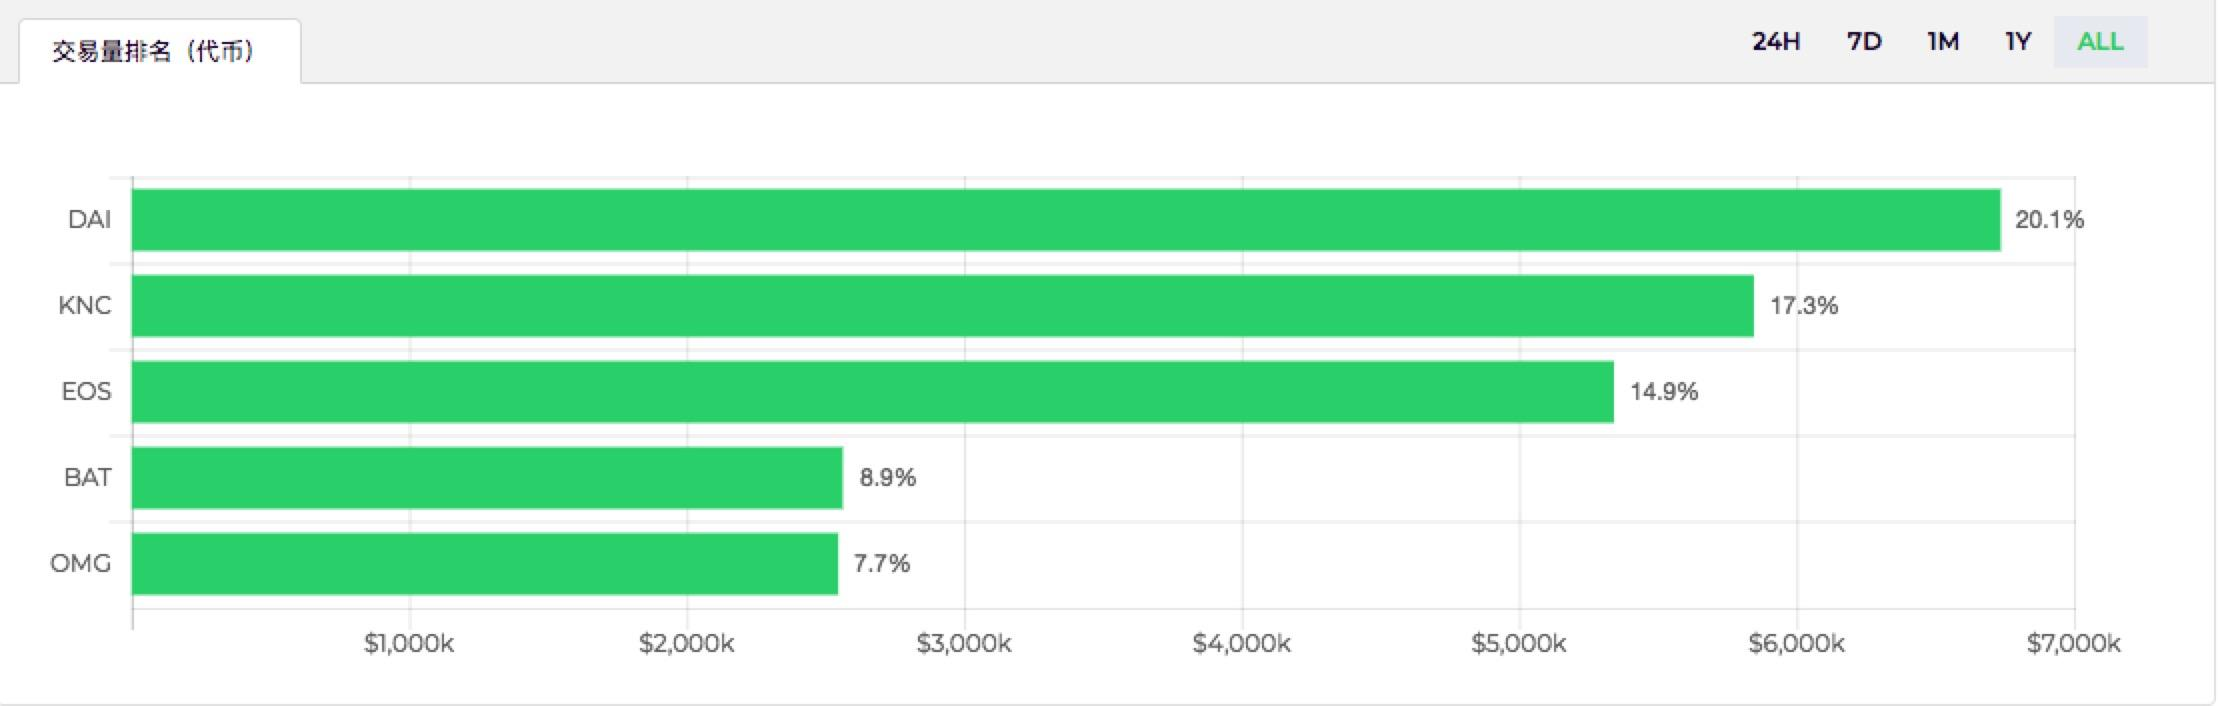 交易量排名（代币）
24H 7D 1M 1Y ALL
DAI 20.1%
KNC 17.3%
EOS 14.9%
BAT 8.9%
OMG 7.7%
$1,000k $2,000k $3,000k $4,000k $5,000k $6,000k $7,000k